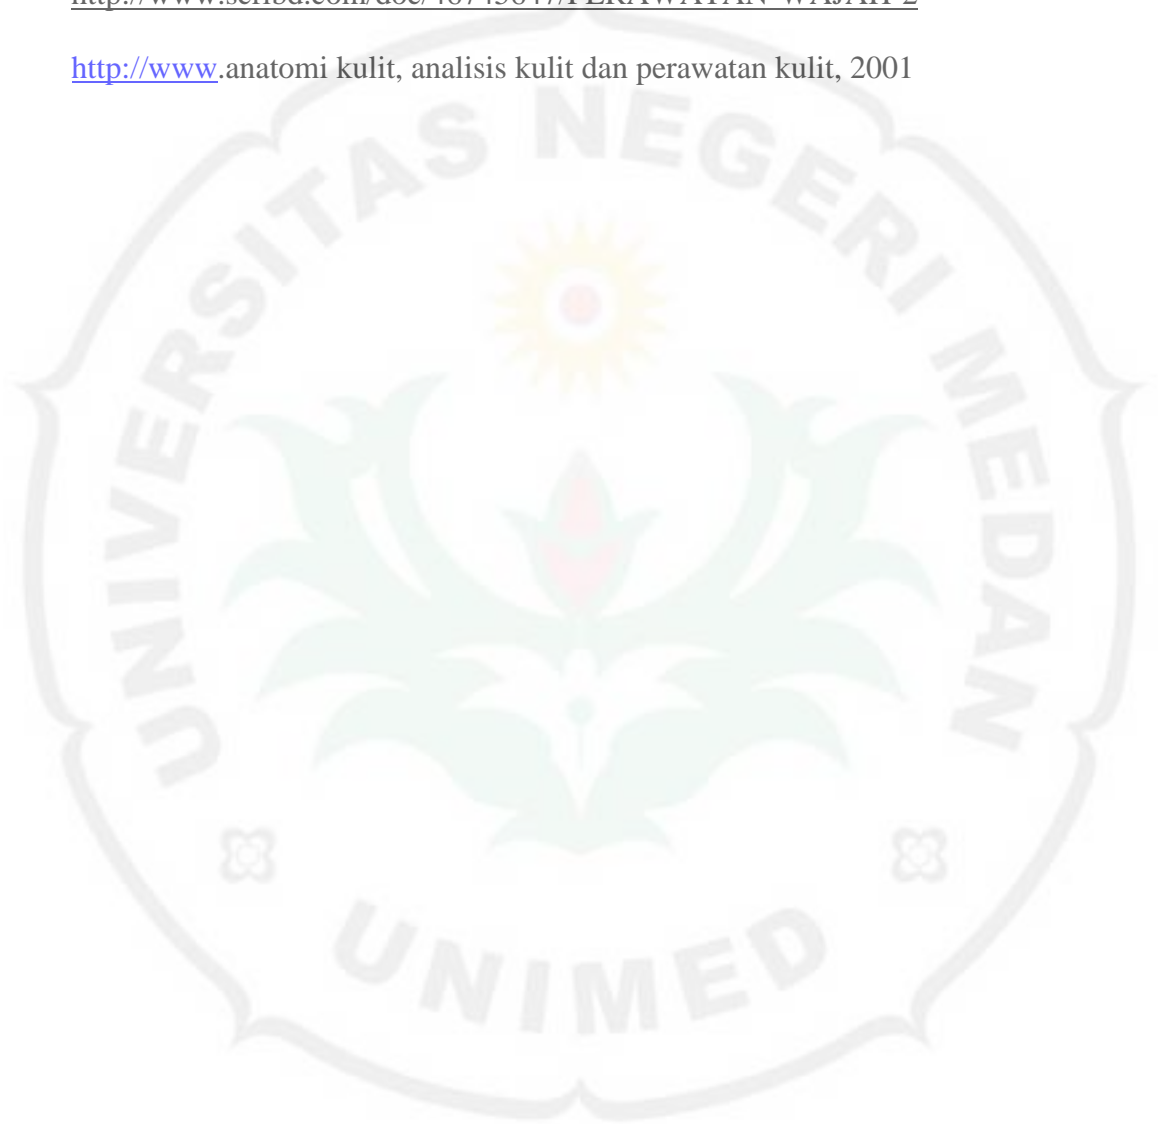 http://www.scribd.com/doc/46745647/PERAWATAN-WAJAH-2
http://www.anatomi kulit, analisis kulit dan perawatan kulit, 2001
UNIVERSITAS NEGERI MEDAN
UNIMED